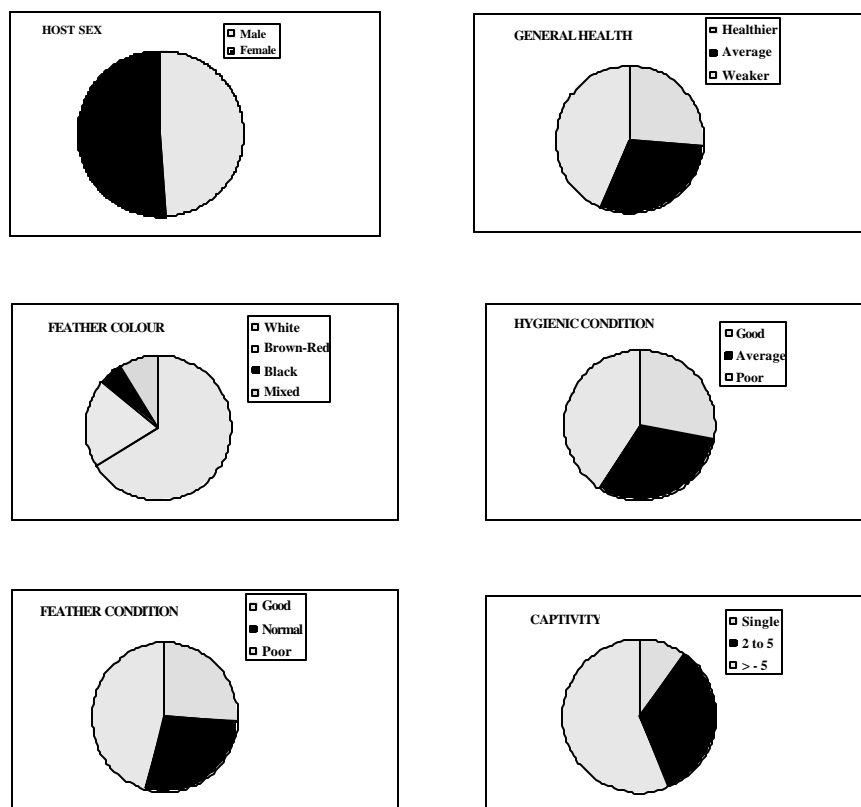 HOST SEX
Male
Female
GENERAL HEALTH
Healthier
Average
Weaker
FEATHER COLOUR
White
Brown-Red
Black
Mixed
HYGIENIC CONDITION
Good
Average
Poor
FEATHER CONDITION
Good
Normal
Poor
CAPTIVITY
Single
2 to 5
> - 5